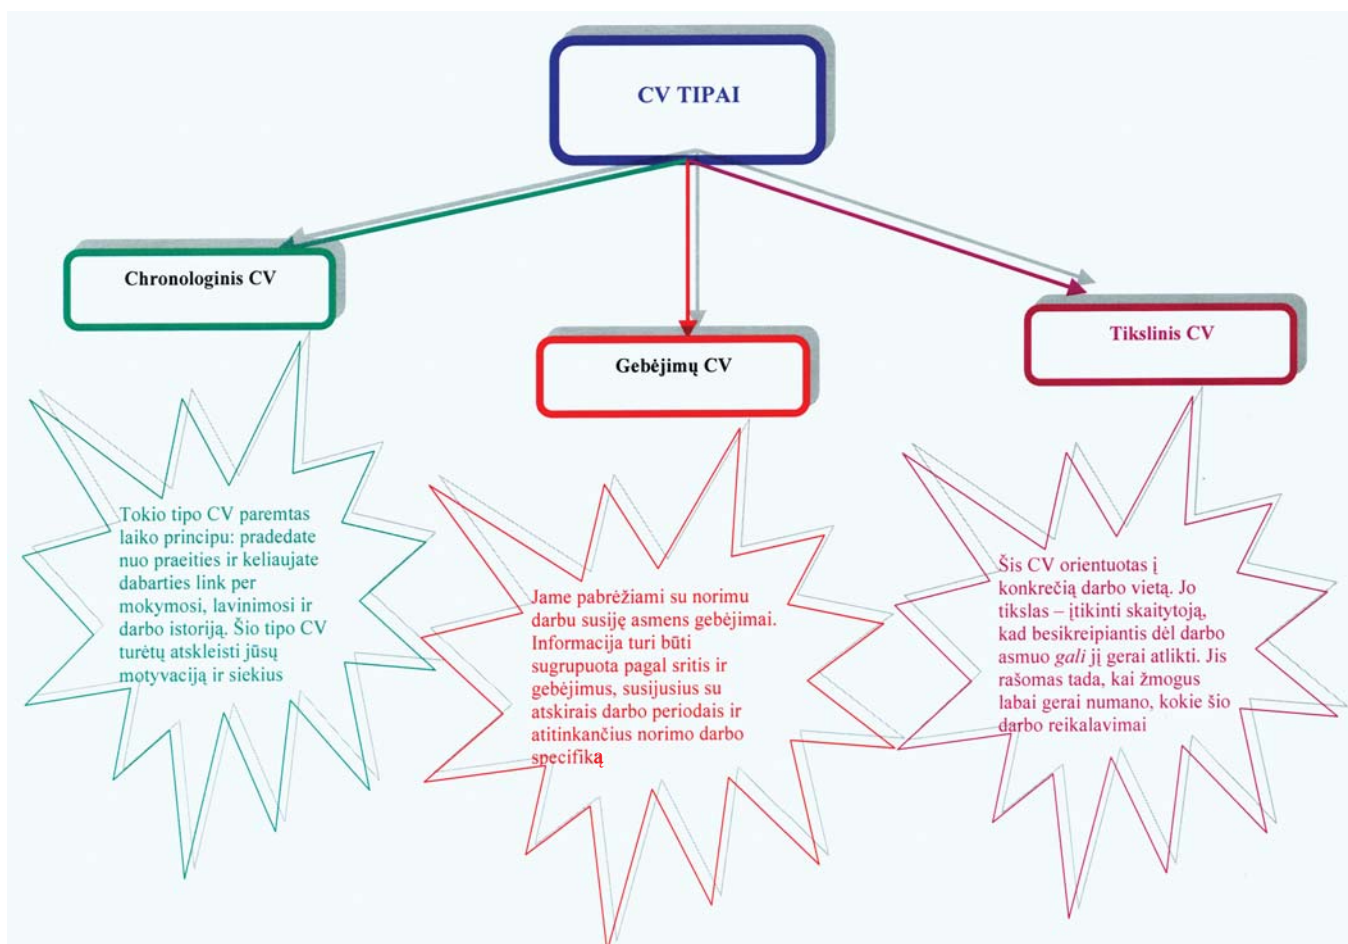 CV TIPAI
Chronologinis CV
Tokio tipo CV paremtas
laiko principu: pradedate
nuo praeities ir keliaujate
dabarties link per
mokymosi, lavinimosi ir
darbo istoriją. Šio tipo CV
turėtų atskleisti jūsų
motyvaciją ir siekius
Gebėjimų CV
Jame pabrėžiami su norimu
darbu susiję asmens gebėjimai.
Informacija turi būti
sugrupuota pagal sritis ir
gebėjimus, susijusius su
atskirais darbo periodais ir
atitinkančius norimo darbo
specifiką
Tikslinis CV
Šis CV orientuotas į
konkrečią darbo vietą. Jo
tikslas – įtikinti skaitytoją,
kad besikreipiantis dėl darbo
asmuo gali jį gerai atlikti. Jis
rašomas tada, kai žmogus
labai gerai numano, kokie šio
darbo reikalavimai